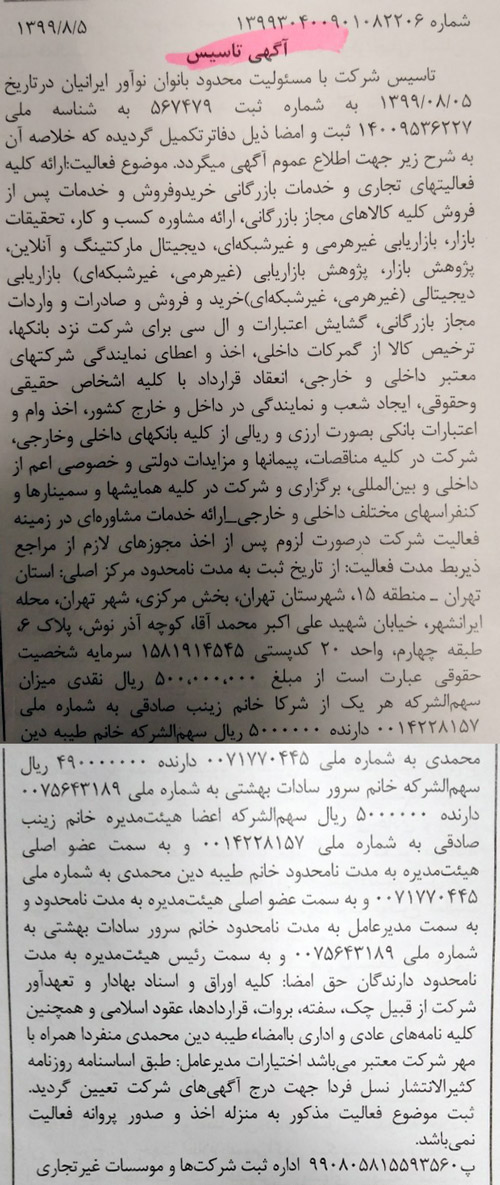 شماره ۱۳۹۹۳۰۴۰۰۹۰۱۰۸۲۲۰۶ ۱۳۹۹/۸/۵
آگهی تاسیس
تاسیس شرکت با مسئولیت محدود بانوان نوآور ایرانیان درتاریخ
۱۳۹۹/۰۸/۰۵ به شماره ثبت ۵۶۷۴۷۹ به شناسه ملی
۱۴۰۰۹۵۳۶۲۲۷ ثبت و امضا ذیل دفاترتکمیل گردیده که خلاصه آن
به شرح زیر جهت اطلاع عموم آگهی میگردد. موضوع فعالیت:ارائه کلیه
فعالیتهای تجاری و خدمات بازرگانی خریدوفروش و خدمات پس از
فروش کلیه کالاهای مجاز بازرگانی، ارائه مشاوره کسب و کار، تحقیقات
بازار، بازاریابی غیرهرمی و غیرشبکه‌ای، دیجیتال مارکتینگ و آنلاین،
پژوهش بازار، پژوهش بازاریابی (غیرهرمی، غیرشبکه‌ای) بازاریابی
دیجیتالی (غیرهرمی، غیرشبکه‌ای)خرید و فروش و صادرات و واردات
مجاز بازرگانی، گشایش اعتبارات و ال سی برای شرکت نزد بانکها،
ترخیص کالا از گمرکات داخلی، اخذ و اعطای نمایندگی شرکتهای
معتبر داخلی و خارجی، انعقاد قرارداد با کلیه اشخاص حقیقی
وحقوقی، ایجاد شعب و نمایندگی در داخل و خارج کشور، اخذ وام و
اعتبارات بانکی بصورت ارزی و ریالی از کلیه بانکهای داخلی وخارجی،
شرکت در کلیه مناقصات، پیمانها و مزایدات دولتی و خصوصی اعم از
داخلی و بین‌المللی، برگزاری و شرکت در کلیه همایشها و سمینارها و
کنفراسهای مختلف داخلی و خارجی_ارائه خدمات مشاوره‌ای در زمینه
فعالیت شرکت درصورت لزوم پس از اخذ مجوزهای لازم از مراجع
ذیربط مدت فعالیت: از تاریخ ثبت به مدت نامحدود مرکز اصلی: استان
تهران ـ منطقه ۱۵، شهرستان تهران، بخش مرکزی، شهر تهران، محله
ایرانشهر، خیابان شهید علی اکبر محمد آقا، کوچه آذر نوش، پلاک ۶،
طبقه چهارم، واحد ۲۰ کدپستی ۱۵۸۱۹۱۴۵۴۵ سرمایه شخصیت
حقوقی عبارت است از مبلغ ۵۰۰,۰۰۰,۰۰۰ ریال نقدی میزان
سهم‌الشرکه هر یک از شرکا خانم زینب صادقی به شماره ملی
۰۰۱۴۲۲۸۱۵۷ دارنده ۵۰۰۰۰۰۰ ریال سهم‌الشرکه خانم طیبه دین
محمدی به شماره ملی ۰۰۷۱۷۷۰۴۴۵ دارنده ۴۹۰۰۰۰۰۰۰ ریال
سهم‌الشرکه خانم سرور سادات بهشتی به شماره ملی ۰۰۷۵۶۴۳۱۸۹
دارنده ۵۰۰۰۰۰۰ ریال سهم‌الشرکه اعضا هیئت‌مدیره خانم زینب
صادقی به شماره ملی ۰۰۱۴۲۲۸۱۵۷ و به سمت عضو اصلی
هیئت‌مدیره به مدت نامحدود خانم طیبه دین محمدی به شماره ملی
۰۰۷۱۷۷۰۴۴۵ و به سمت عضو اصلی هیئت‌مدیره به مدت نامحدود و
به سمت مدیرعامل به مدت نامحدود خانم سرور سادات بهشتی به
شماره ملی ۰۰۷۵۶۴۳۱۸۹ و به سمت رئیس هیئت‌مدیره به مدت
نامحدود دارندگان حق امضا: کلیه اوراق و اسناد بهادار و تعهدآور
شرکت از قبیل چک، سفته، بروات، قراردادها، عقود اسلامی و همچنین
کلیه نامه‌های عادی و اداری باامضاء طیبه دین محمدی منفردا همراه با
مهر شرکت معتبر می‌باشد اختیارات مدیرعامل: طبق اساسنامه روزنامه
کثیرالانتشار نسل فردا جهت درج آگهی‌های شرکت تعیین گردید.
ثبت موضوع فعالیت مذکور به منزله اخذ و صدور پروانه فعالیت
نمی‌باشد.
پ۹۹۰۸۰۵۸۱۵۵۹۳۵۶۰ اداره ثبت شرکت‌ها و موسسات غیرتجاری